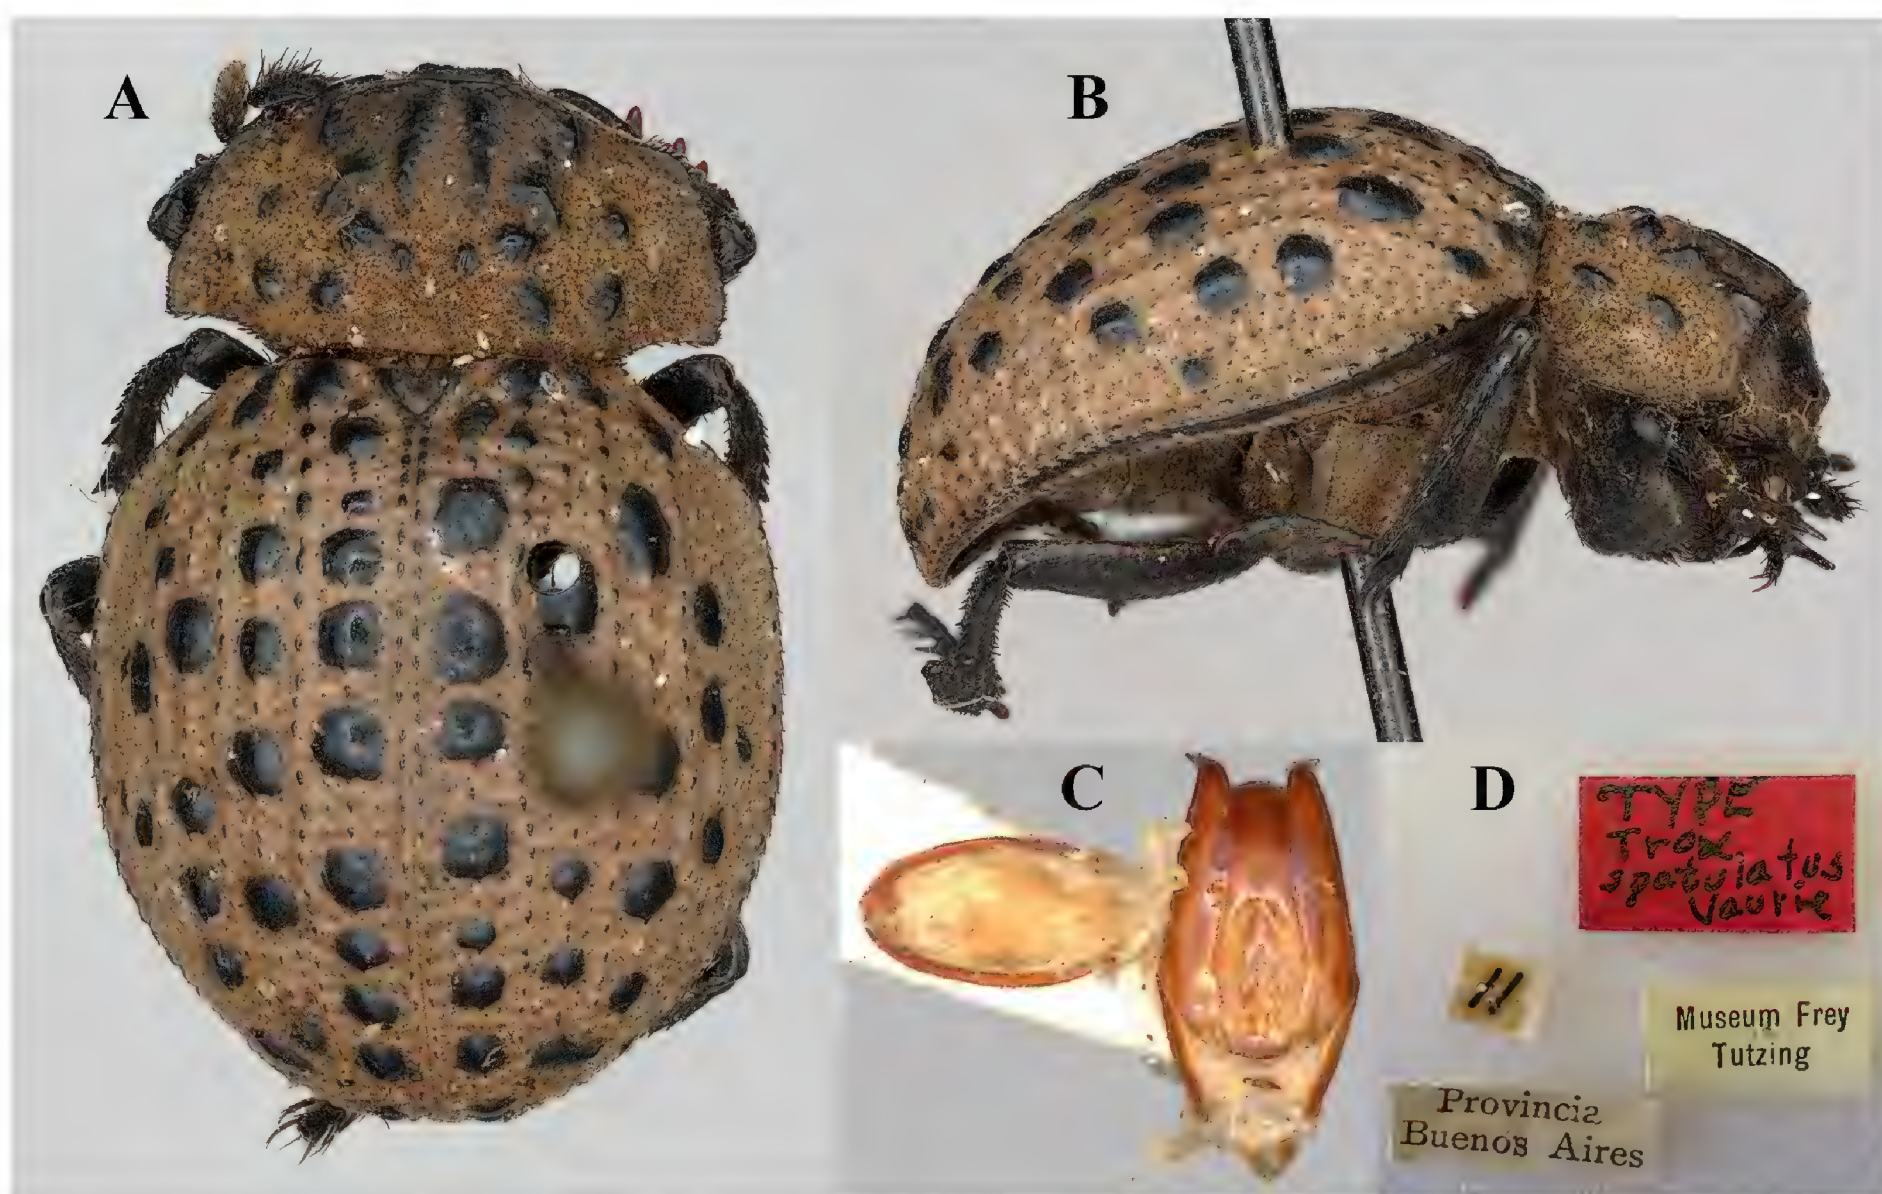 A
B
C
D
TYPE
Trox
spatulatus
Vaurie
Museum Frey
Tutzing
Provincia
Buenos Aires